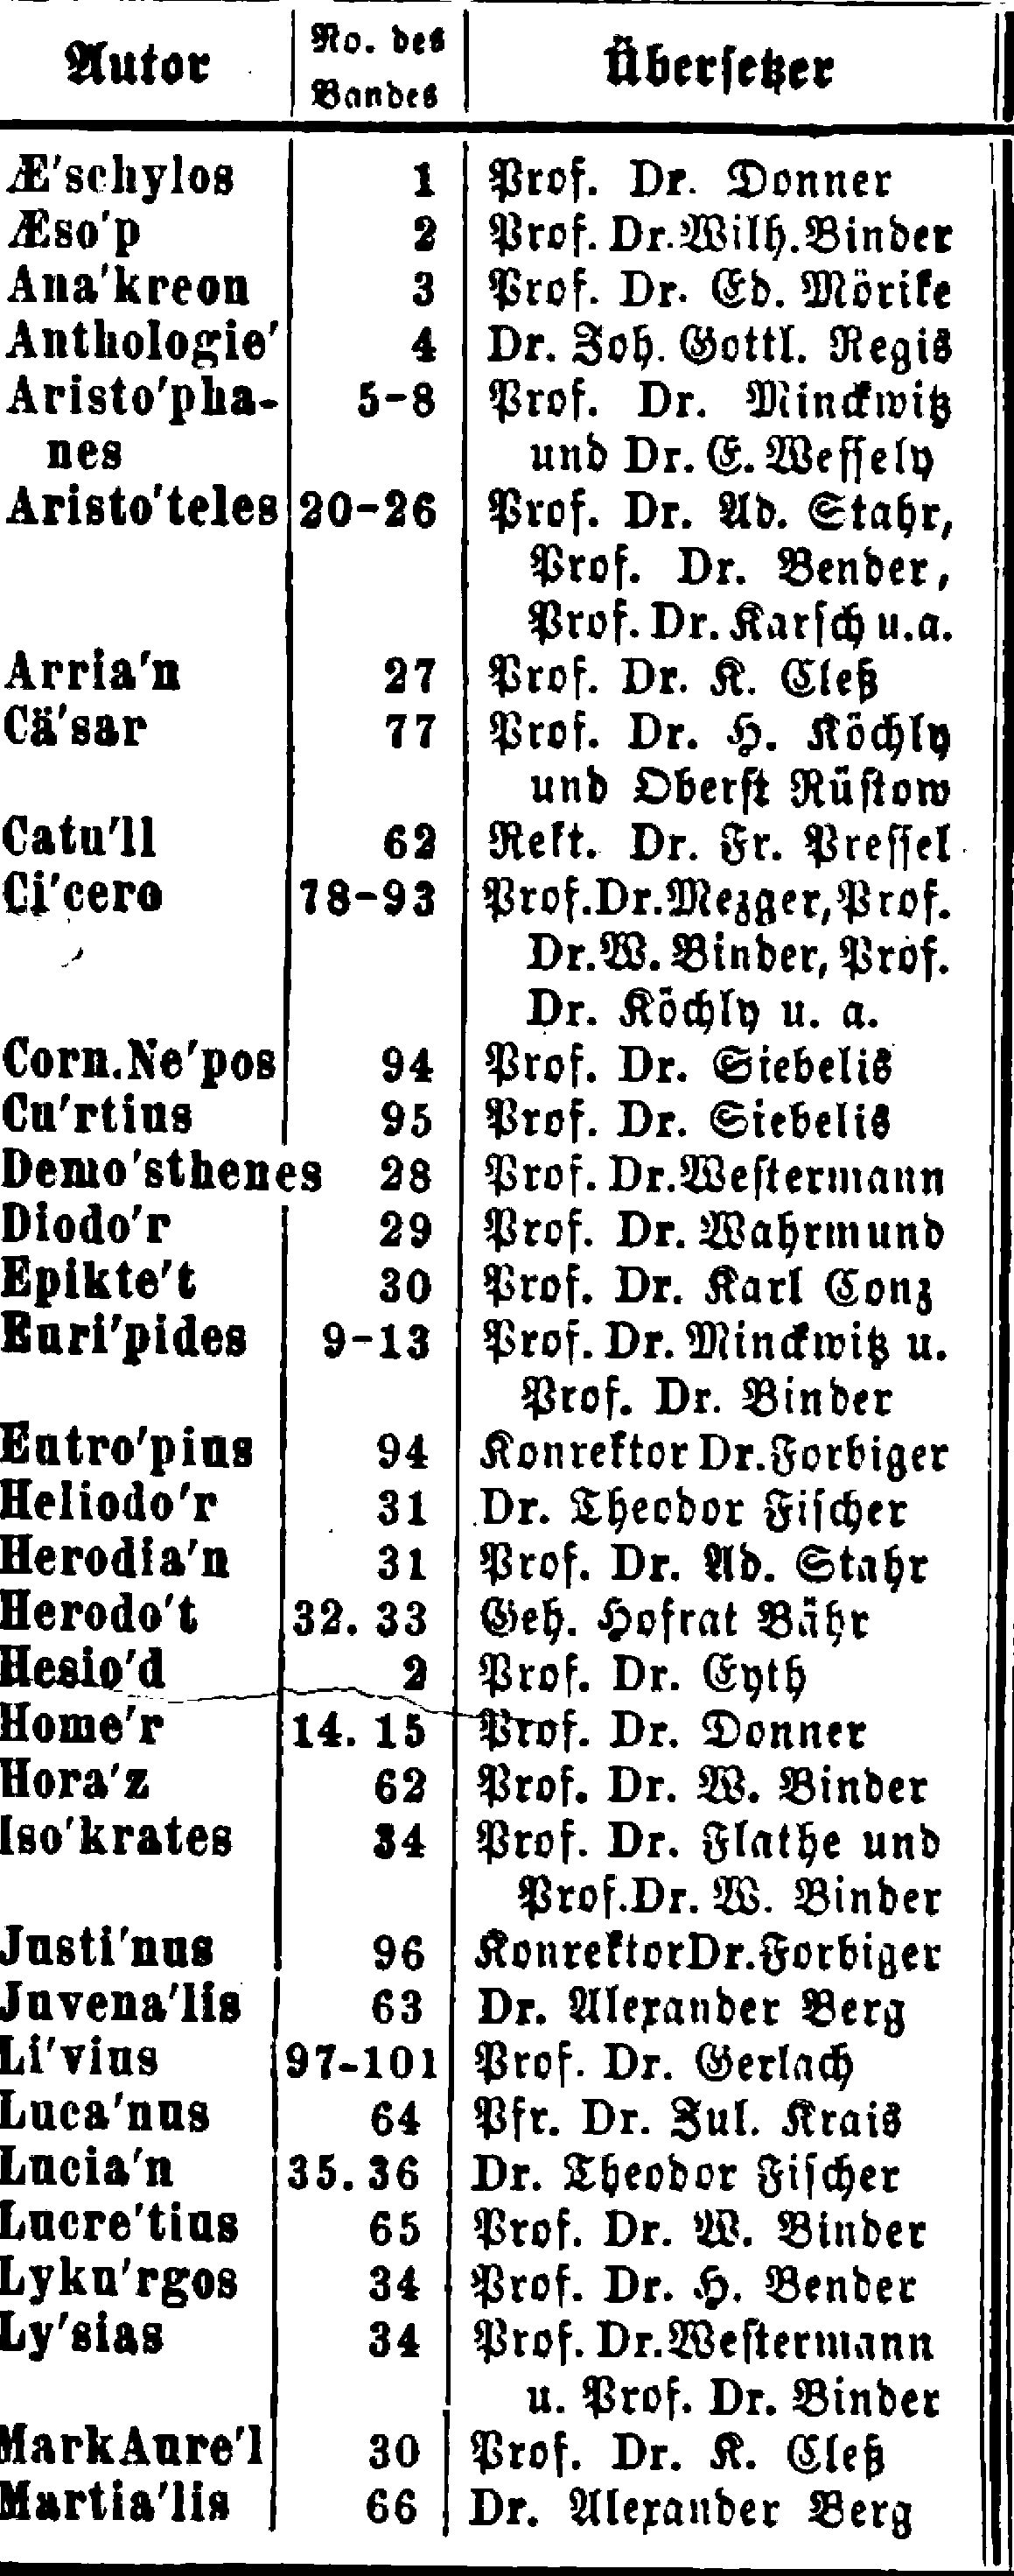 Autor No. des Bandes Übersetzer
Æ'schylos 1 Prof. Dr. Donner
Æso'p 2 Prof. Dr. Wilh. Binder
Ana'kreon 3 Prof. Dr. Ed. Mörike
Anthologie' 4 Dr. Joh. Gottl. Regis
Aristo'pha- 5-8 Prof. Dr. Minckwitz
nes und Dr. E. Wessely
Aristo'teles 20-26 Prof. Dr. Ad. Stahr,
Prof. Dr. Bender,
Prof. Dr. Karsch u. a.
Arria'n 27 Prof. Dr. K. Cleß
Cä'sar 77 Prof. Dr. H. Köchly
und Oberst Rüstow
Catu'll 62 Rekt. Dr. Fr. Pressel
Ci'cero 78-93 Prof. Dr. Mezger, Prof.
Dr. W. Binder, Prof.
Dr. Köchly u. a.
Corn. Ne'pos 94 Prof. Dr. Siebelis
Cu'rtius 95 Prof. Dr. Siebelis
Demo'sthenes 28 Prof. Dr. Westermann
Diodo'r 29 Prof. Dr. Wahrmund
Epikte't 30 Prof. Dr. Karl Conz
Euri'pides 9-13 Prof. Dr. Minckwitz u.
Prof. Dr. Binder
Eutro'pius 94 Konrektor Dr. Forbiger
Heliodo'r 31 Dr. Theodor Fischer
Herodia'n 31 Prof. Dr. Ad. Stahr
Herodo't 32. 33 Geh. Hofrat Bähr
Hesio'd 2 Prof. Dr. Eyth
Home'r 14. 15 Prof. Dr. Donner
Hora'z 62 Prof. Dr. W. Binder
Iso'krates 34 Prof. Dr. Flathe und
Prof. Dr. W. Binder
Justi'nus 96 Konrektor Dr. Forbiger
Juvena'lis 63 Dr. Alexander Berg
Li'vius 97-101 Prof. Dr. Gerlach
Luca'nus 64 Pfr. Dr. Jul. Krais
Lucia'n 35. 36 Dr. Theodor Fischer
Lucre'tius 65 Prof. Dr. W. Binder
Lyku'rgos 34 Prof. Dr. H. Bender
Ly'sias 34 Prof. Dr. Westermann
u. Prof. Dr. Binder
Mark Aure'l 30 Prof. Dr. K. Cleß
Martia'lis 66 Dr. Alexander Berg